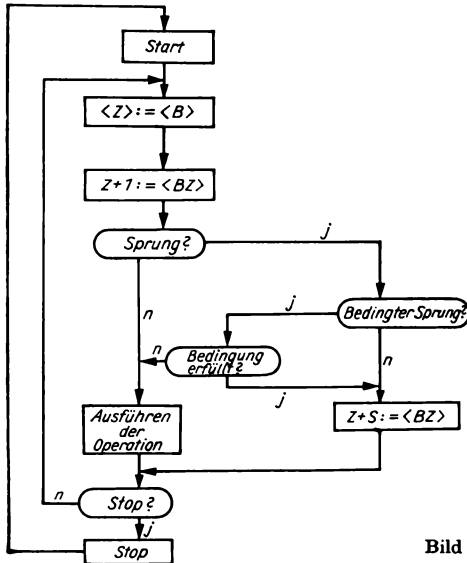 Start
<Z>:=<B>
Z+1:=<BZ>
Sprung?
j
n
j
Bedingter Sprung?
n
Bedingung
erfüllt?
n
j
Ausführen
der
Operation
Z+S:=<BZ>
n
Stop?
j
Stop
Bild